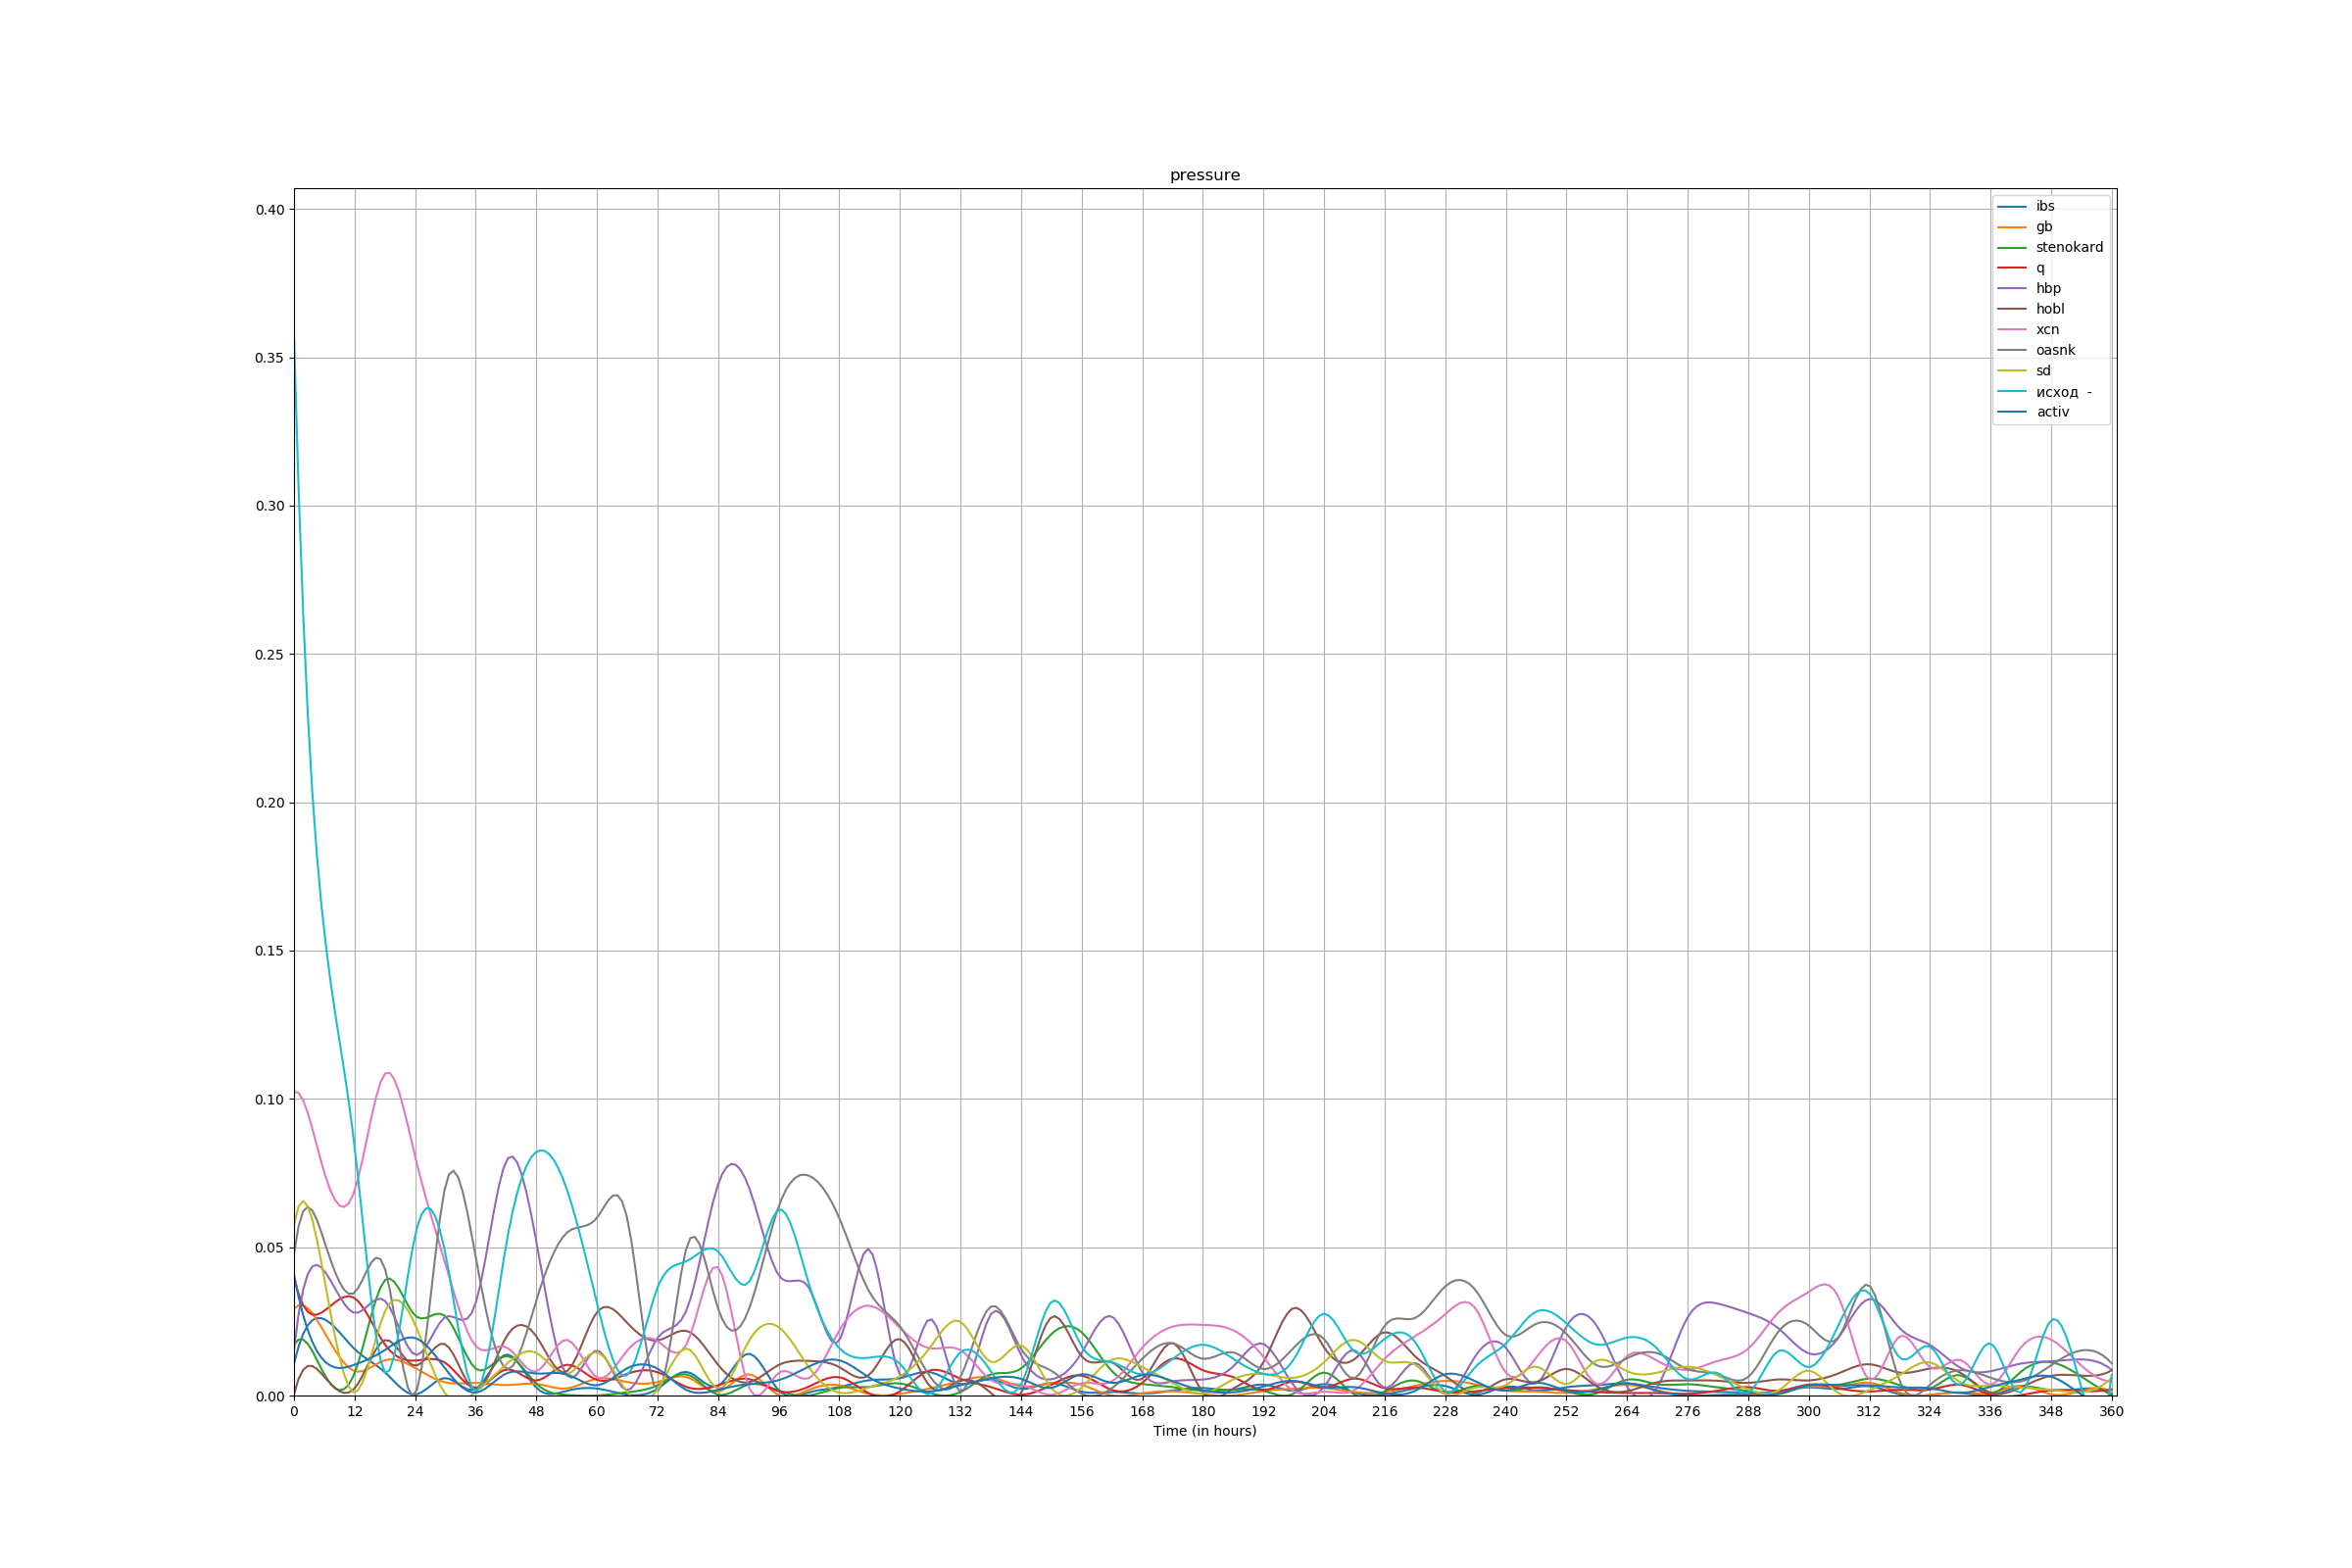 pressure
0.40
0.35
0.30
0.25
0.20
0.15
0.10
0.05
0.00
ibs
gb
stenokard
q
hbp
hobl
xcn
oasnk
sd
исход -
activ
0 12 24 36 48 60 72 84 96 108 120 132 144 156 168 180 192 204 216 228 240 252 264 276 288 300 312 324 336 348 360
Time (in hours)